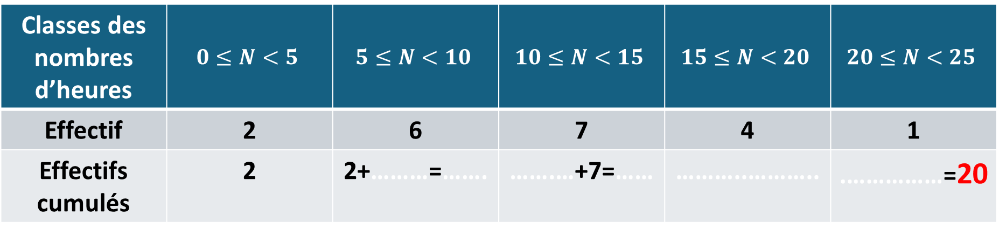 Classes des nombres d’heures
0 ≤ N < 5
5 ≤ N < 10
10 ≤ N < 15
15 ≤ N < 20
20 ≤ N < 25
Effectif
2
6
7
4
1
Effectifs cumulés
2
2+.........=.......
..........+7=......
.......................
................=20